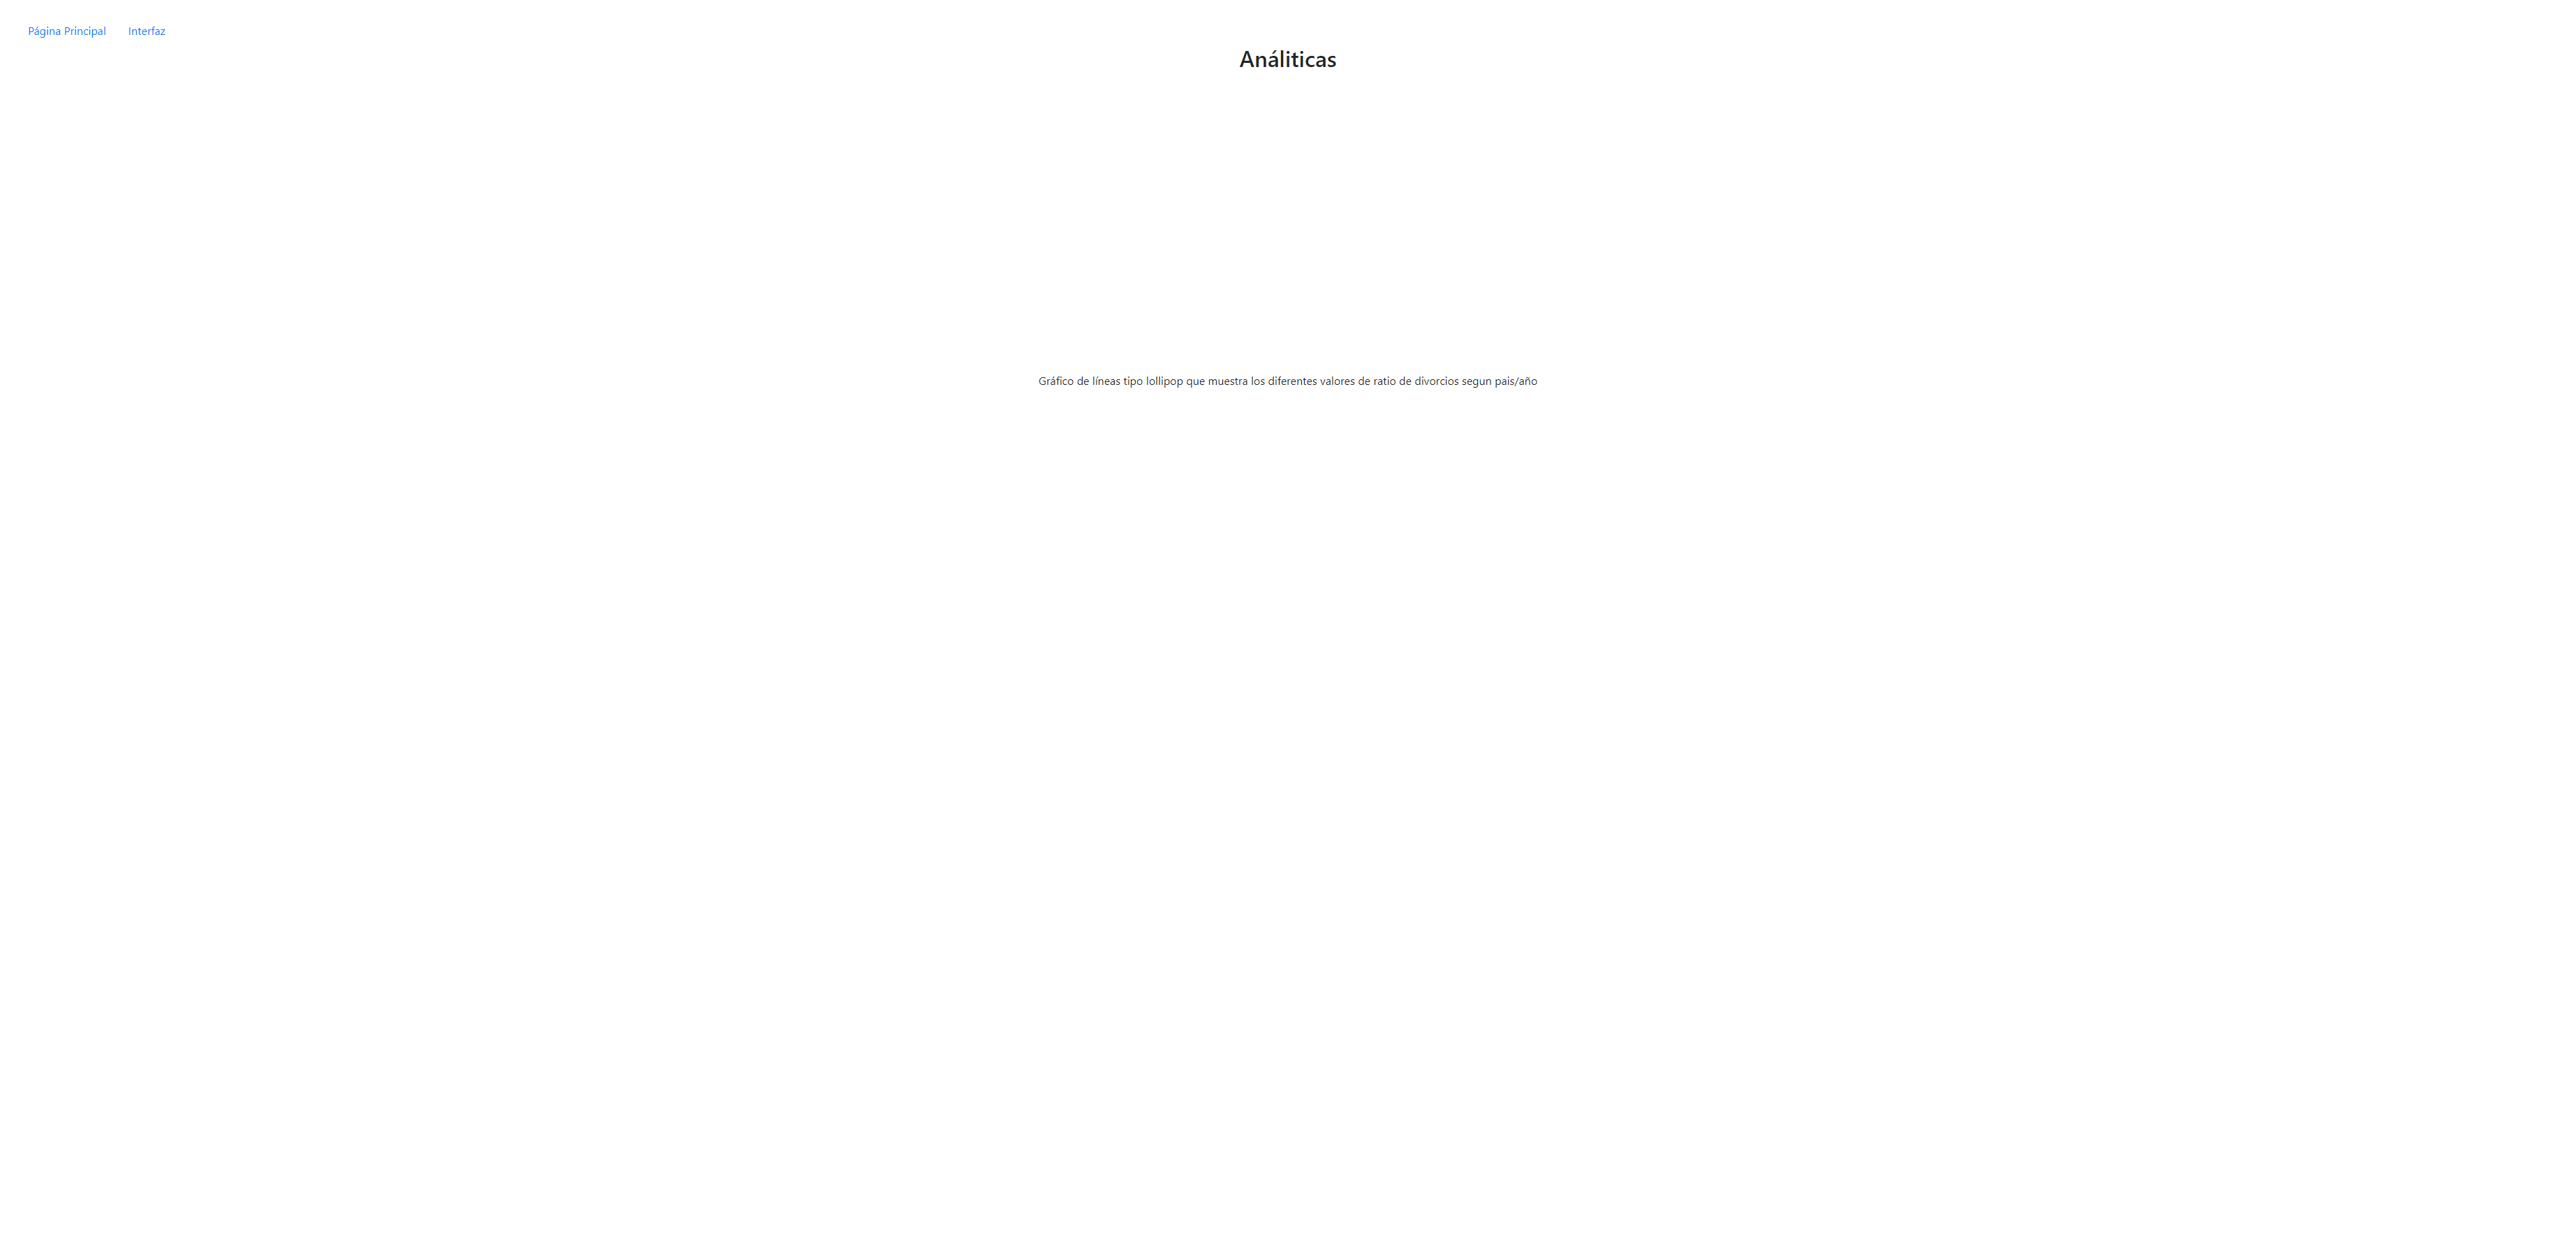 Página Principal Interfaz
Análiticas
Gráfico de líneas tipo lollipop que muestra los diferentes valores de ratio de divorcios segun pais/año